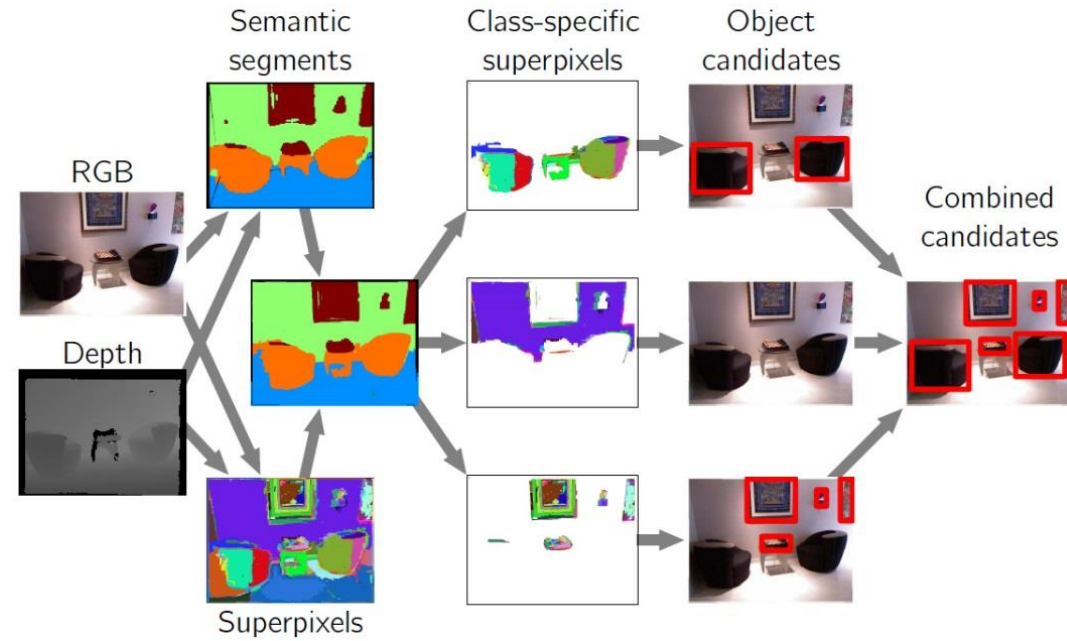 Semantic
segments
Class-specific
superpixels
Object
candidates
RGB
Combined
candidates
Depth
Superpixels